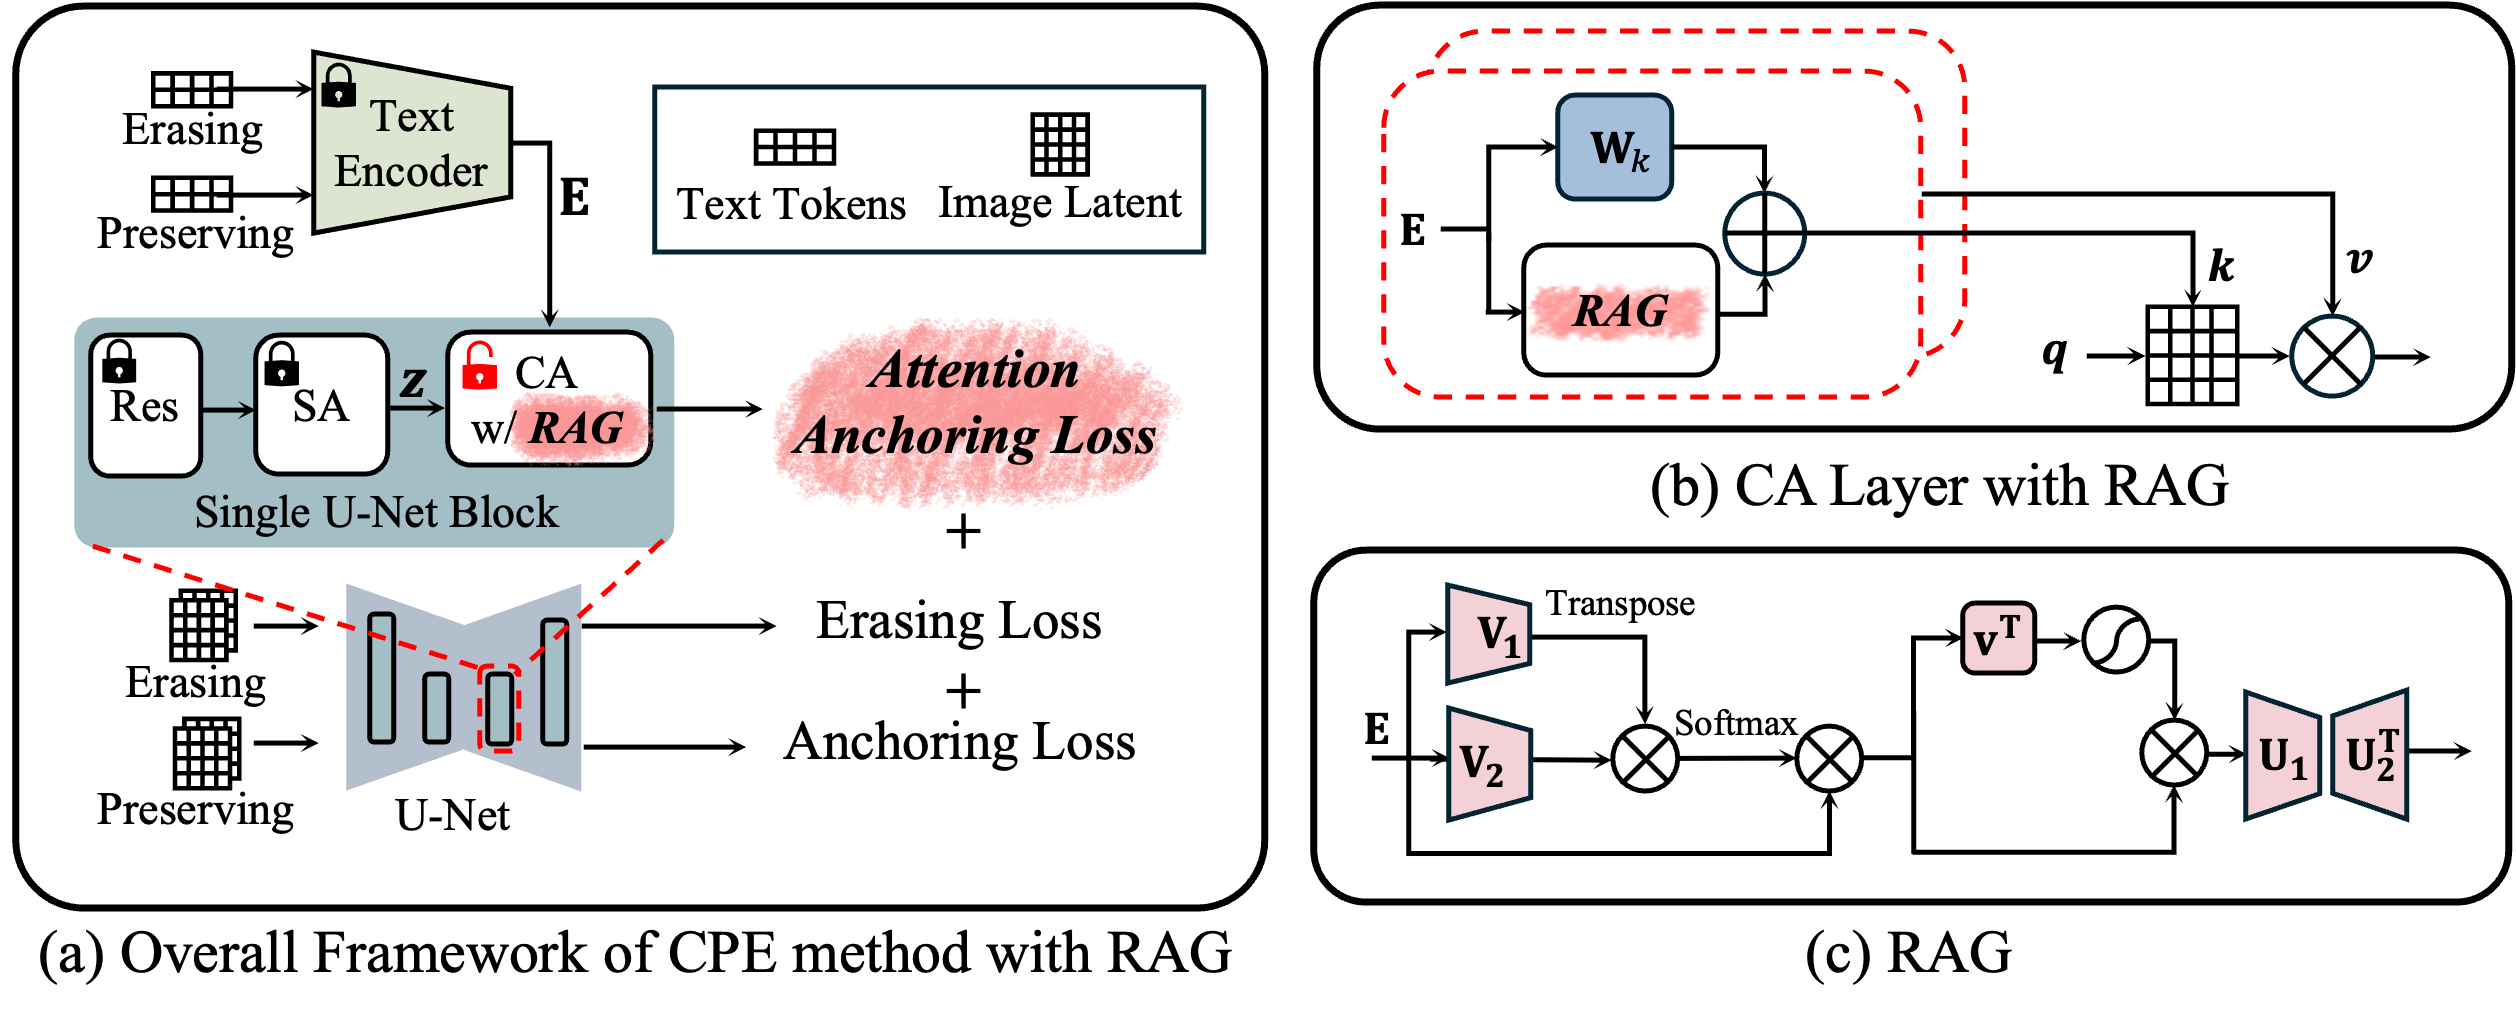 Erasing
Preserving
Text
Encoder
E
Text Tokens
Image Latent
Res
SA
z
CA
w/ RAG
Single U-Net Block
Attention
Anchoring Loss
+
Erasing Loss
+
Anchoring Loss
Erasing
Preserving
U-Net
(a) Overall Framework of CPE method with RAG
E
W_k
RAG
k
v
q
(b) CA Layer with RAG
E
V_1
Transpose
V_2
Softmax
v^T
U_1
U_2^T
(c) RAG